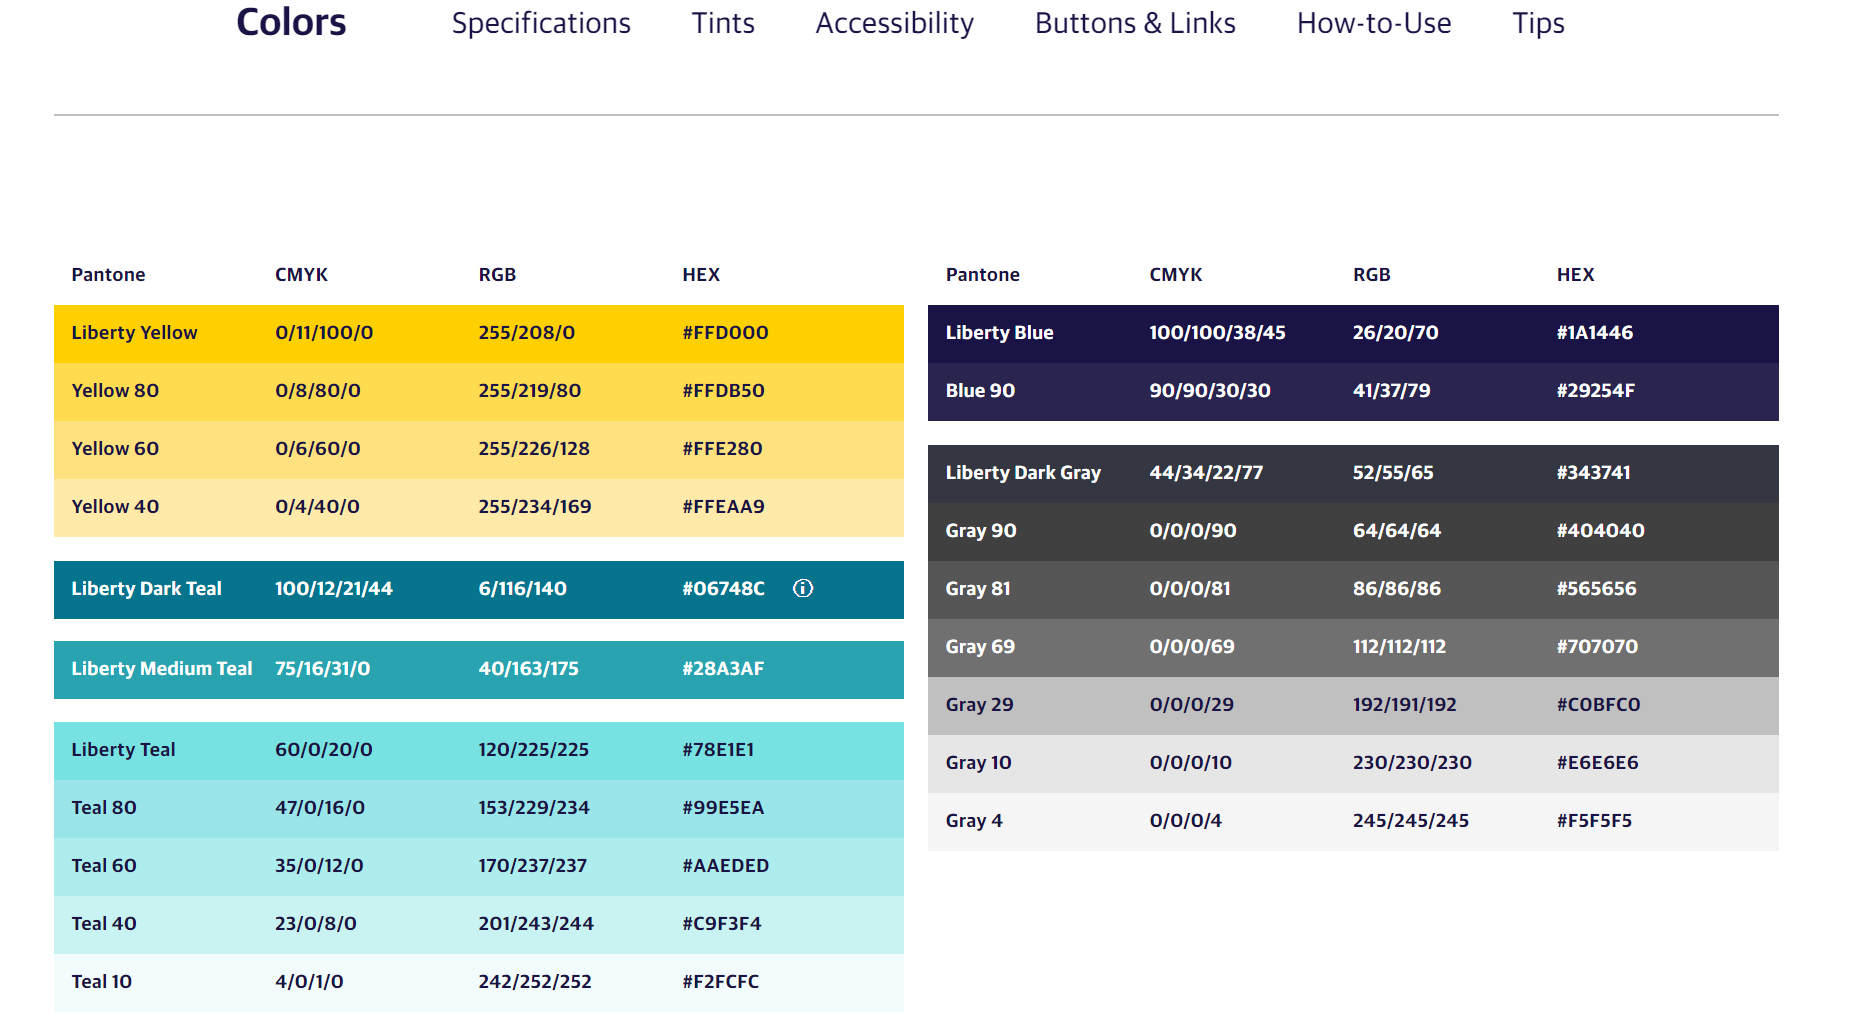 Colors Specifications Tints Accessibility Buttons & Links How-to-Use Tips
Pantone CMYK RGB HEX
Liberty Yellow 0/11/100/0 255/208/0 #FFD000
Yellow 80 0/8/80/0 255/219/80 #FFDB50
Yellow 60 0/6/60/0 255/226/128 #FFE280
Yellow 40 0/4/40/0 255/234/169 #FFEAA9
Liberty Dark Teal 100/12/21/44 6/116/140 #06748C
Liberty Medium Teal 75/16/31/0 40/163/175 #28A3AF
Liberty Teal 60/0/20/0 120/225/225 #78E1E1
Teal 80 47/0/16/0 153/229/234 #99E5EA
Teal 60 35/0/12/0 170/237/237 #AAEDED
Teal 40 23/0/8/0 201/243/244 #C9F3F4
Teal 10 4/0/1/0 242/252/252 #F2FCFC
Pantone CMYK RGB HEX
Liberty Blue 100/100/38/45 26/20/70 #1A1446
Blue 90 90/90/30/30 41/37/79 #29254F
Liberty Dark Gray 44/34/22/77 52/55/65 #343741
Gray 90 0/0/0/90 64/64/64 #404040
Gray 81 0/0/0/81 86/86/86 #565656
Gray 69 0/0/0/69 112/112/112 #707070
Gray 29 0/0/0/29 192/191/192 #C0BFC0
Gray 10 0/0/0/10 230/230/230 #E6E6E6
Gray 4 0/0/0/4 245/245/245 #F5F5F5